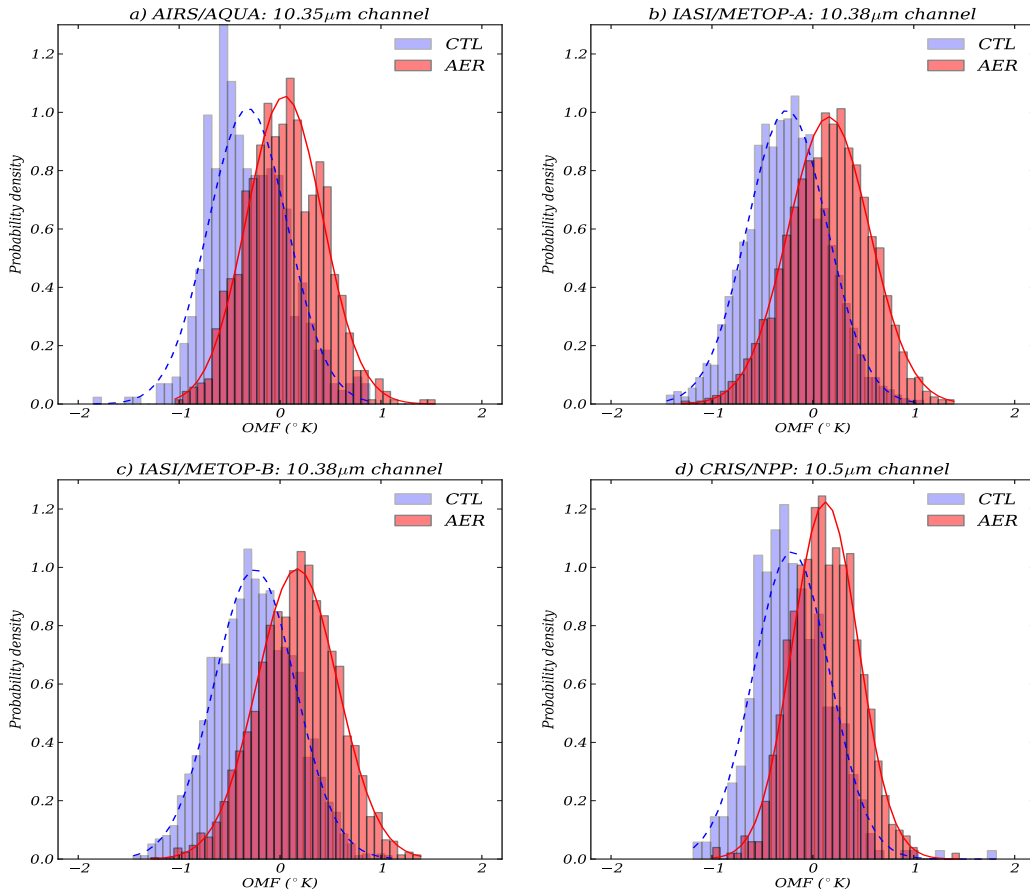 a) AIRS/AQUA: 10.35μm channel
CTL
AER
Probability density
0.0
0.2
0.4
0.6
0.8
1.0
1.2
−2
−1
0
1
2
OMF (°K)
b) IASI/METOP-A: 10.38μm channel
CTL
AER
Probability density
0.0
0.2
0.4
0.6
0.8
1.0
1.2
−2
−1
0
1
2
OMF (°K)
c) IASI/METOP-B: 10.38μm channel
CTL
AER
Probability density
0.0
0.2
0.4
0.6
0.8
1.0
1.2
−2
−1
0
1
2
OMF (°K)
d) CRIS/NPP: 10.5μm channel
CTL
AER
Probability density
0.0
0.2
0.4
0.6
0.8
1.0
1.2
−2
−1
0
1
2
OMF (°K)